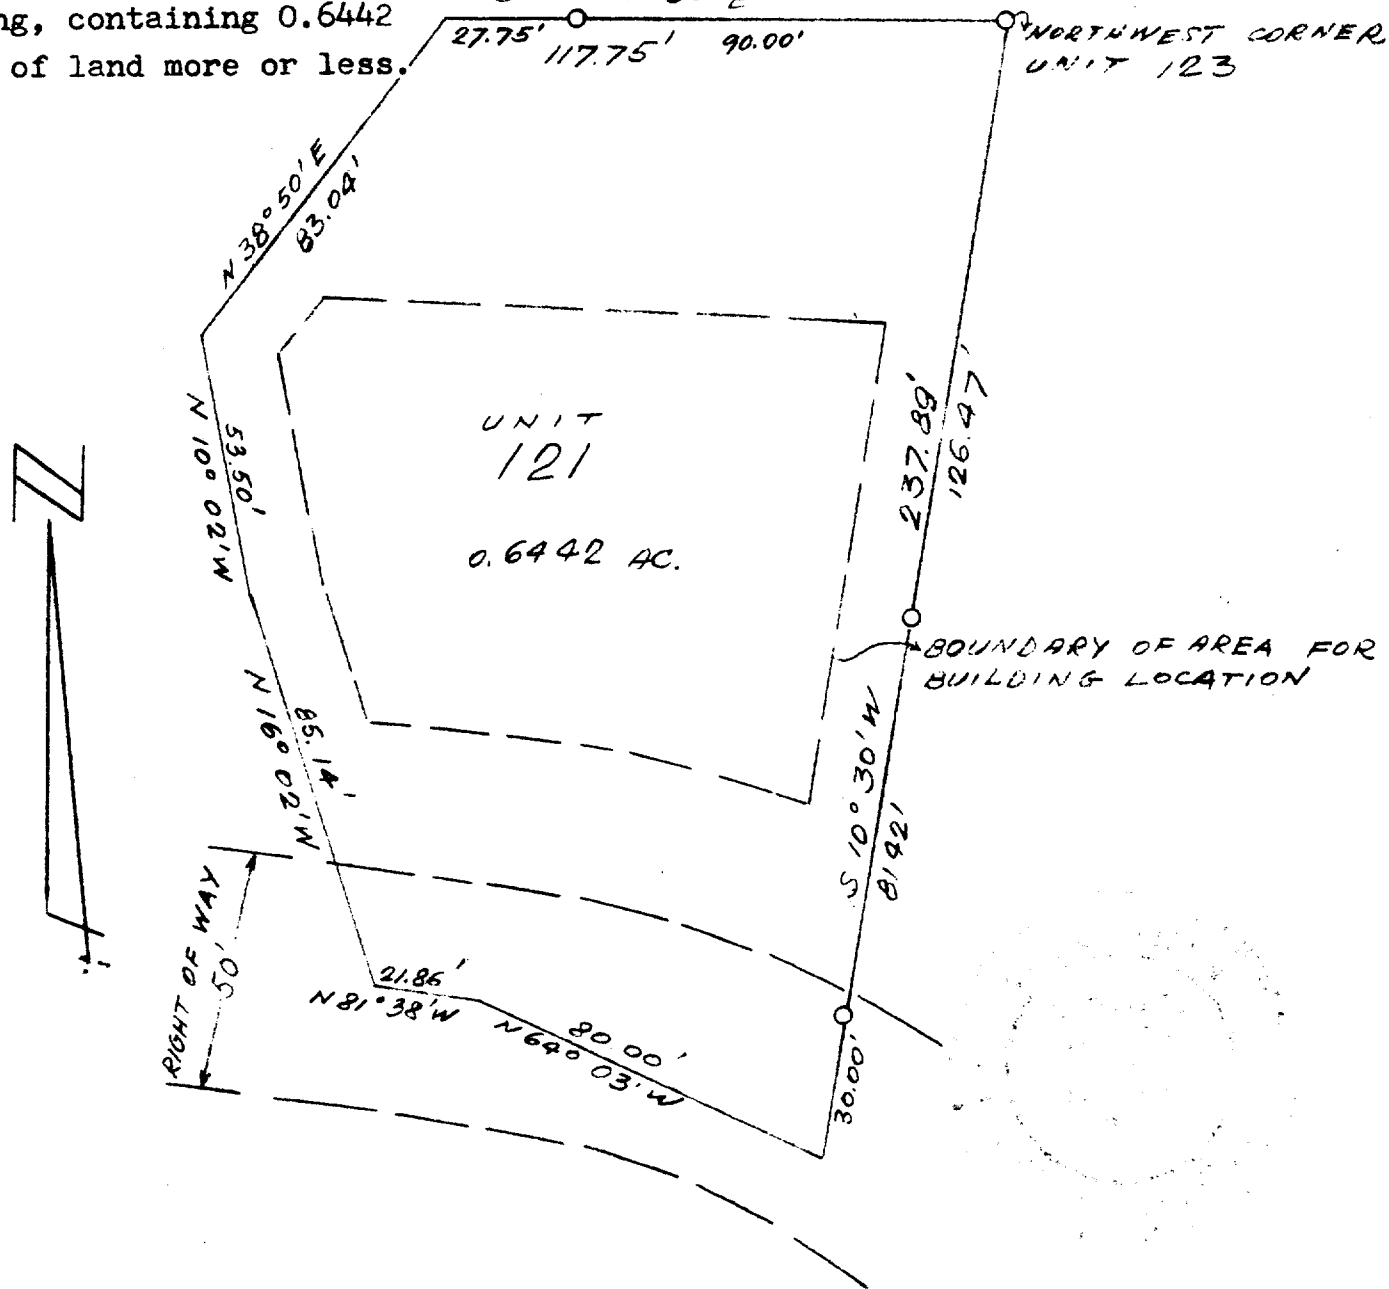 ng, containing 0.6442
of land more or less.
27.75'
117.75'
90.00'
NORTHWEST CORNER
UNIT 123
N 38° 50' E
83.04'
53.50'
N 10° 02' W
UNIT
121
0.6442 AC.
237.89'
126.47'
BOUNDARY OF AREA FOR
BUILDING LOCATION
85.14'
N 16° 02' W
S 10° 30' W
81.42'
RIGHT OF WAY
50'
21.86'
N 81° 38' W
80.00'
N 64° 03' W
30.00'